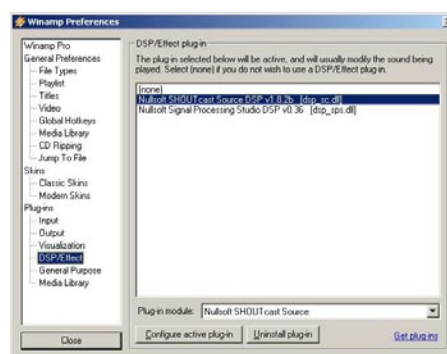 Winamp Preferences
Winamp Pro
General Preferences
File Types
Playlist
Titles
Video
Global Hotkeys
Media Library
CD Ripping
Jump To File
Skins
Classic Skins
Modern Skins
Plug-ins
Input
Output
Visualization
DSP/Effect
General Purpose
Media Library
Close
DSP/Effect plug-in
The plug-in selected below will be active, and will usually modify the sound being
played. Select (none) if you do not wish to use a DSP/Effect plug-in.
(none)
Nullsoft SHOUTcast Source DSP v1.8.2b [dsp_sc.dll]
Nullsoft Signal Processing Studio DSP v0.36 [dsp_sps.dll]
Plug-in module: Nullsoft SHOUTcast Source
Configure active plug-in Uninstall plug-in Get plug-ins